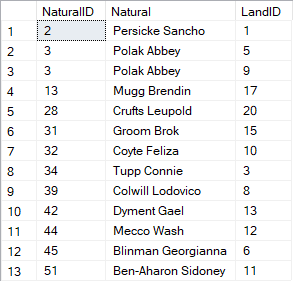 NaturalID Natural LandID
1 2 Persicke Sancho 1
2 3 Polak Abbey 5
3 3 Polak Abbey 9
4 13 Mugg Brendin 17
5 28 Crufts Leupold 20
6 31 Groom Brok 15
7 32 Coyte Feliza 10
8 34 Tupp Connie 3
9 39 Colwill Lodovico 8
10 42 Dyment Gael 13
11 44 Mecco Wash 12
12 45 Blinman Georgianna 6
13 51 Ben-Aharon Sidoney 11